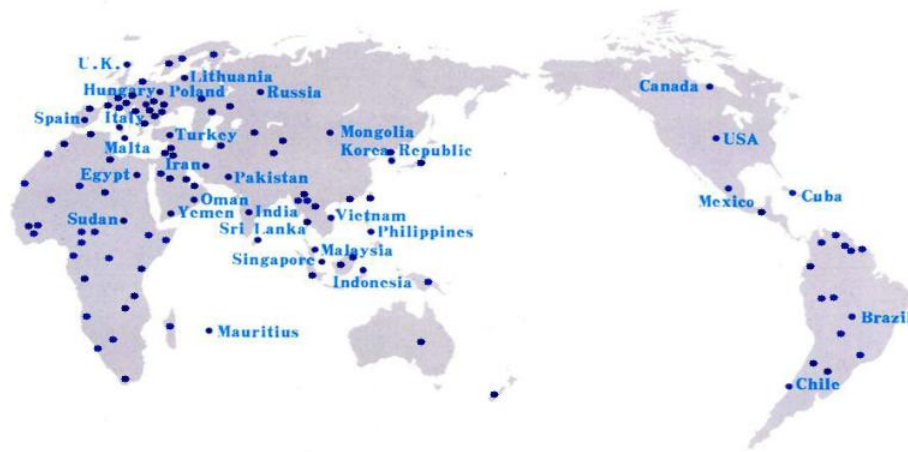 U.K.
Lithuania
Hungary
Poland
Russia
Canada
Spain
Italy
Turkey
Mongolia
USA
Malta
Korea Republic
Iran
Egypt
Pakistan
Oman
Mexico
Cuba
Sudan
Yemen
India
Vietnam
Sri Lanka
Philippines
Malaysia
Singapore
Indonesia
Mauritius
Brazil
Chile